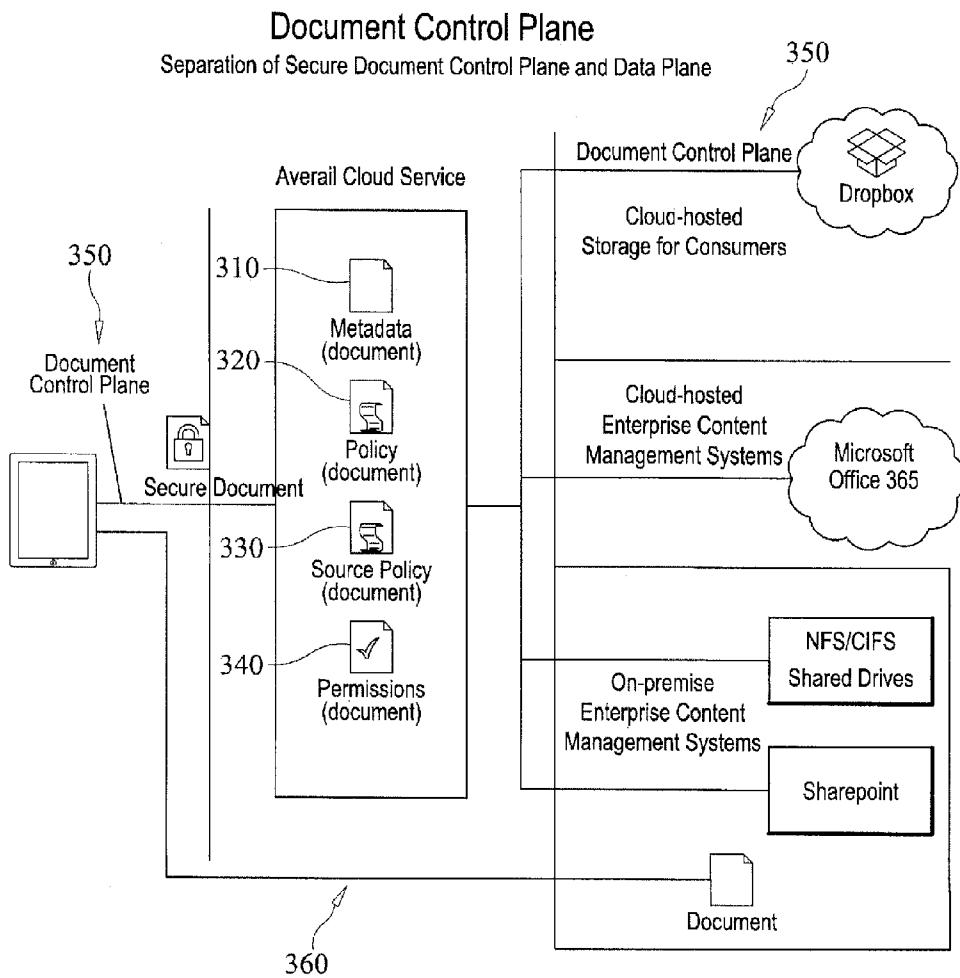 Document Control Plane
Separation of Secure Document Control Plane and Data Plane
350
Document Control Plane
Dropbox
Cloud-hosted
Storage for Consumers
Averail Cloud Service
350
Document
Control Plane
310
Metadata
(document)
320
Policy
(document)
Secure Document
330
Source Policy
(document)
340
Permissions
(document)
Cloud-hosted
Enterprise Content
Management Systems
Microsoft
Office 365
NFS/CIFS
Shared Drives
On-premise
Enterprise Content
Management Systems
Sharepoint
Document
360